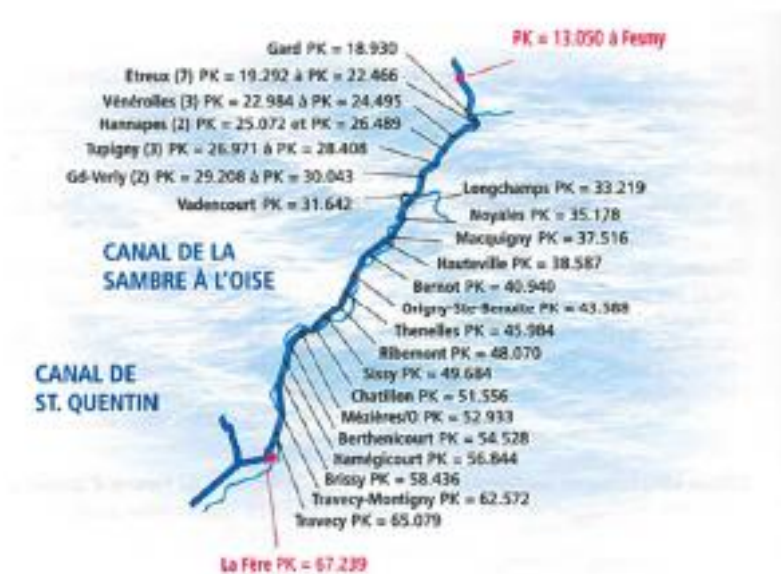 PK = 13.050 à Fesmy
Gard PK = 18.930
Etreux (7) PK = 19.292 à PK = 22.466
Vénérolles (3) PK = 22.984 à PK = 24.495
Hannapes (2) PK = 25.072 et PK = 26.489
Tupigny (3) PK = 26.971 à PK = 28.408
Gd-Verly (2) PK = 29.208 à PK = 30.043
Vadencourt PK = 31.642
Longchamps PK = 33.219
Noyales PK = 35.178
Macquigny PK = 37.516
Hauteville PK = 38.587
Bernot PK = 40.940
Origny-Ste-Benoite PK = 43.588
Thenelles PK = 45.984
Ribemont PK = 48.070
Sissy PK = 49.684
Chatillon PK = 51.556
Mézières/O PK = 52.933
Berthenicourt PK = 54.528
Hamégicourt PK = 56.844
Brissy PK = 58.436
Travecy-Montigny PK = 62.572
Travecy PK = 65.079
La Fère PK = 67.239
CANAL DE LA
SAMBRE À L'OISE
CANAL DE
ST. QUENTIN